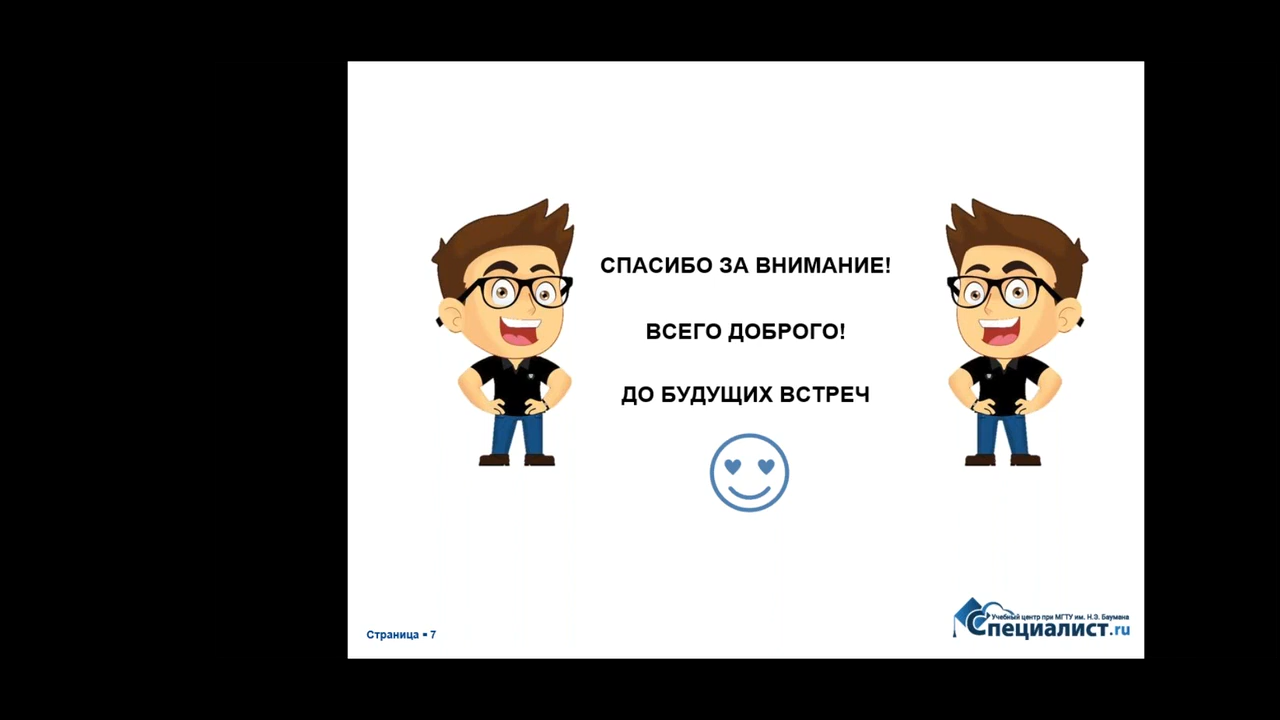 СПАСИБО ЗА ВНИМАНИЕ!
ВСЕГО ДОБРОГО!
ДО БУДУЩИХ ВСТРЕЧ
Страница ▪ 7
Учебный центр при МГТУ им. Н.Э. Баумана
Специалист.ru